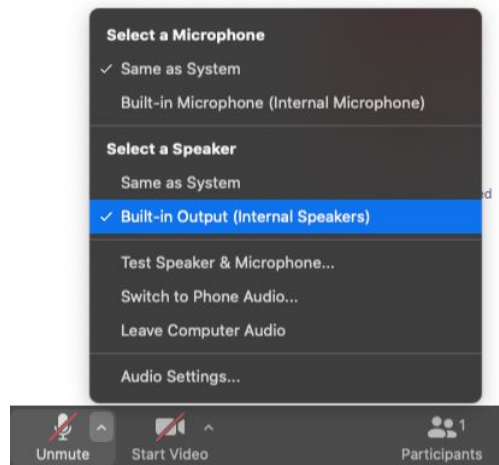 Select a Microphone
✓ Same as System
Built-in Microphone (Internal Microphone)
Select a Speaker
Same as System
✓ Built-in Output (Internal Speakers)
Test Speaker & Microphone...
Switch to Phone Audio...
Leave Computer Audio
Audio Settings...
1
Unmute
Start Video
Participants